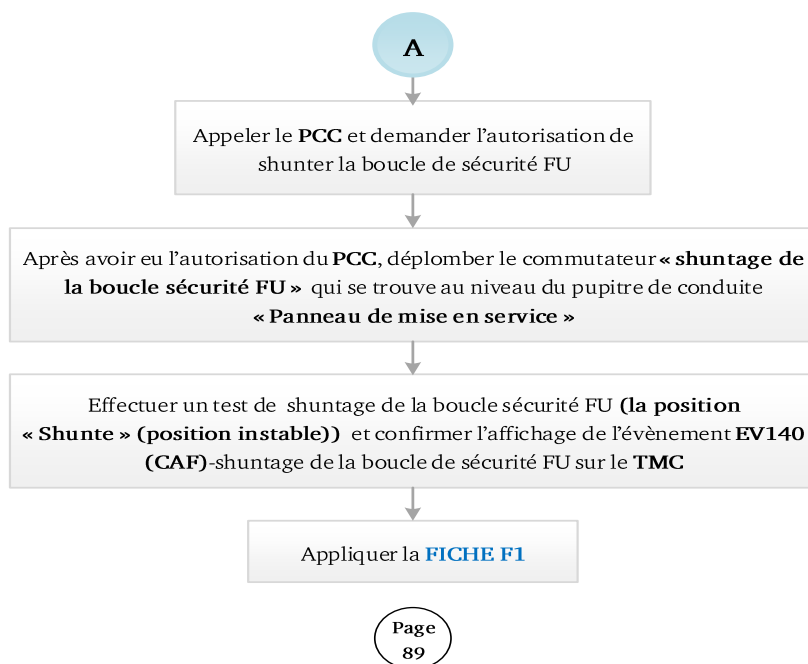 A
Appeler le PCC et demander l’autorisation de
shunter la boucle de sécurité FU
Après avoir eu l’autorisation du PCC, déplomber le commutateur « shuntage de
la boucle sécurité FU » qui se trouve au niveau du pupitre de conduite
« Panneau de mise en service »
Effectuer un test de shuntage de la boucle sécurité FU (la position
« Shunte » (position instable)) et confirmer l’affichage de l’évènement EV140
(CAF)-shuntage de la boucle de sécurité FU sur le TMC
Appliquer la FICHE F1
Page
89